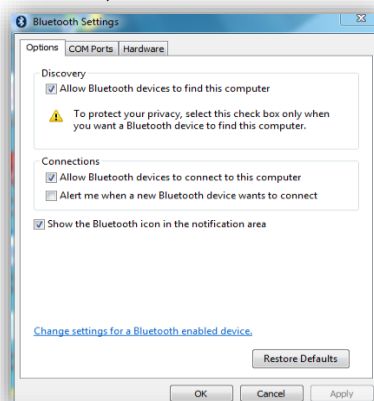 Bluetooth Settings
Options COM Ports Hardware
Discovery
Allow Bluetooth devices to find this computer
To protect your privacy, select this check box only when
you want a Bluetooth device to find this computer.
Connections
Allow Bluetooth devices to connect to this computer
Alert me when a new Bluetooth device wants to connect
Show the Bluetooth icon in the notification area
Change settings for a Bluetooth enabled device.
Restore Defaults
OK Cancel Apply